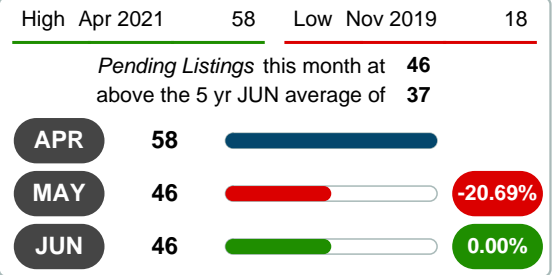 High Apr 2021 58 Low Nov 2019 18
Pending Listings this month at 46
above the 5 yr JUN average of 37
APR 58
MAY 46 -20.69%
JUN 46 0.00%